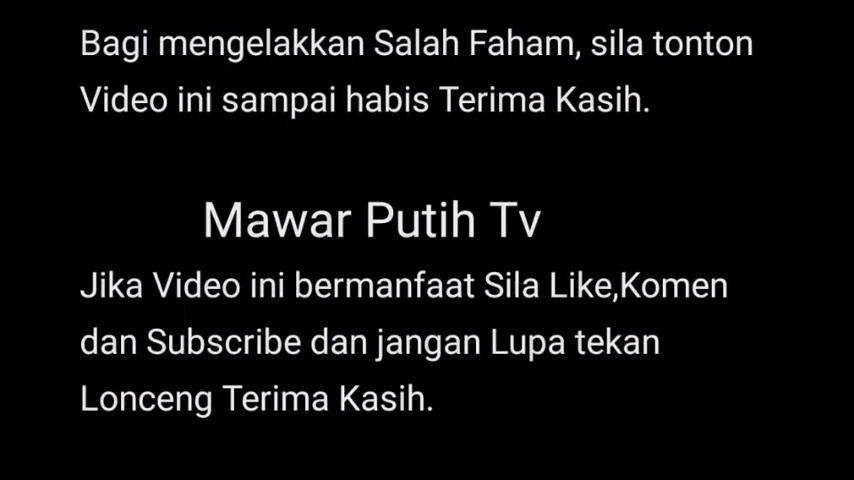 Bagi mengelakkan Salah Faham, sila tonton
Video ini sampai habis Terima Kasih.
Mawar Putih Tv
Jika Video ini bermanfaat Sila Like,Komen
dan Subscribe dan jangan Lupa tekan
Lonceng Terima Kasih.